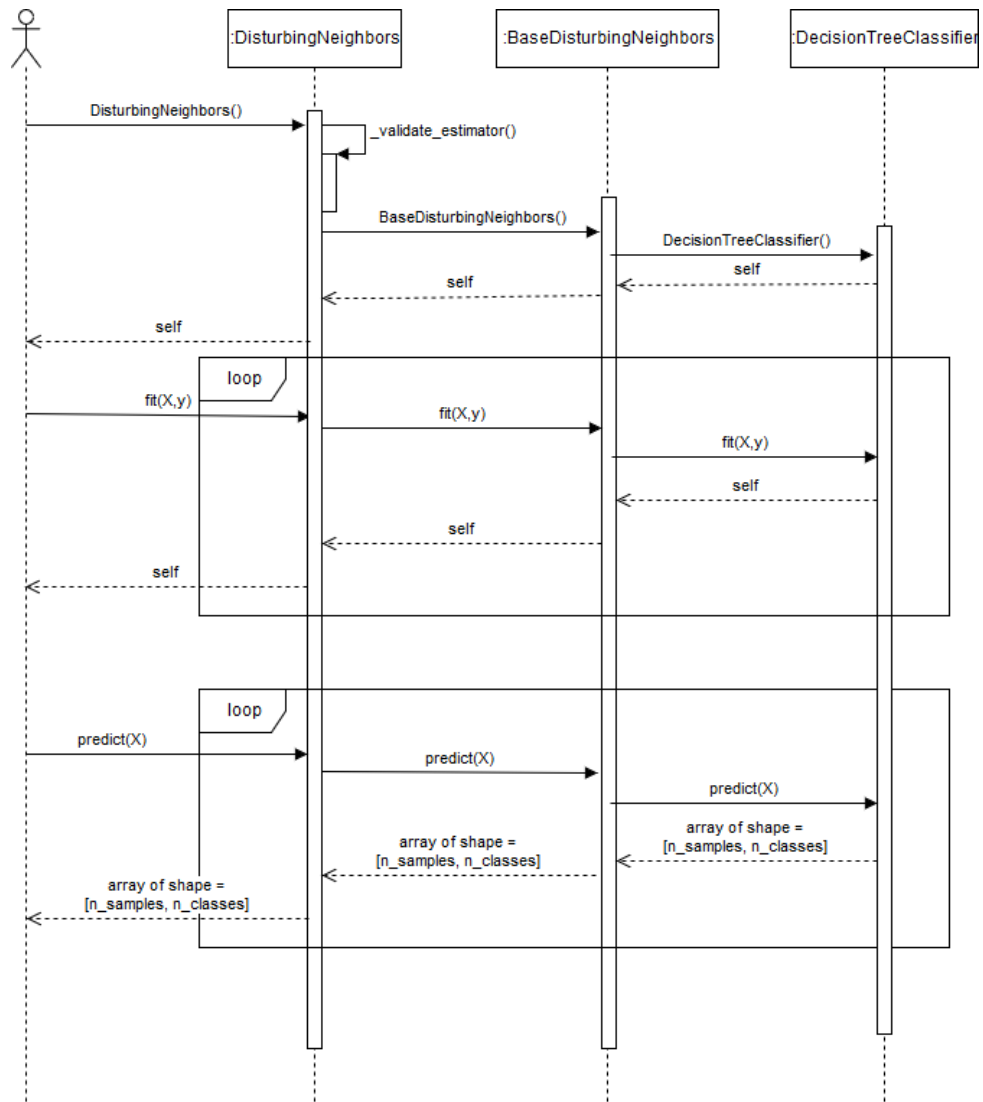 :DisturbingNeighbors
:BaseDisturbingNeighbors
:DecisionTreeClassifier
DisturbingNeighbors()
_validate_estimator()
BaseDisturbingNeighbors()
DecisionTreeClassifier()
self
self
self
loop
fit(X,y)
fit(X,y)
fit(X,y)
self
self
self
loop
predict(X)
predict(X)
predict(X)
array of shape =
[n_samples, n_classes]
array of shape =
[n_samples, n_classes]
array of shape =
[n_samples, n_classes]